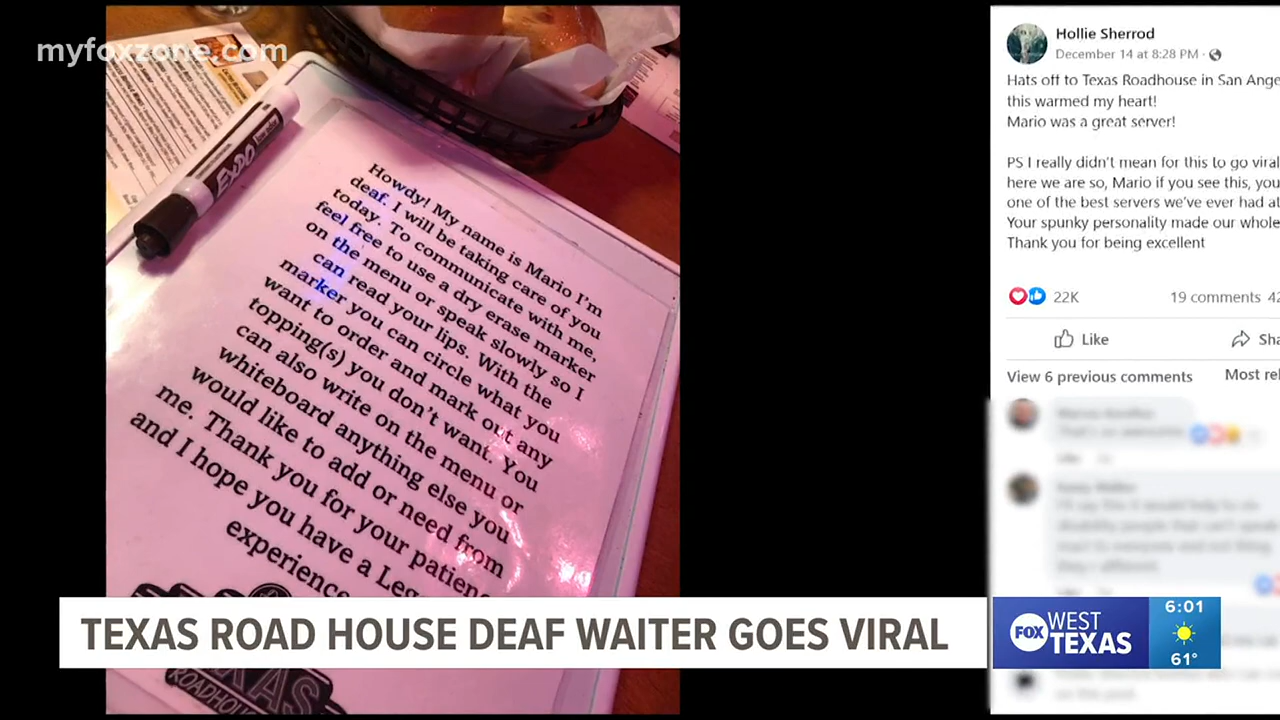 myfoxzone.com
EXPO
Howdy! My name is Mario I'm
deaf. I will be taking care of you
today. To communicate with me,
feel free to use a dry erase marker
on the menu or speak slowly so I
can read your lips. With the
marker you can circle what you
want to order and mark out any
topping(s) you don't want. You
can also write on the menu or
whiteboard anything else you
would like to add or need from
me. Thank you for your patienc
and I hope you have a Leg
experience
TEXAS
ROADHOUS
Hollie Sherrod
December 14 at 8:28 PM ·
Hats off to Texas Roadhouse in San Ange
this warmed my heart!
Mario was a great server!
PS I really didn't mean for this to go viral
here we are so, Mario if you see this, you
one of the best servers we've ever had at
Your spunky personality made our whole
Thank you for being excellent
22K
19 comments 42
Like
Sha
View 6 previous comments
Most rel
TEXAS ROAD HOUSE DEAF WAITER GOES VIRAL
FOX
WEST
TEXAS
6:01
61°